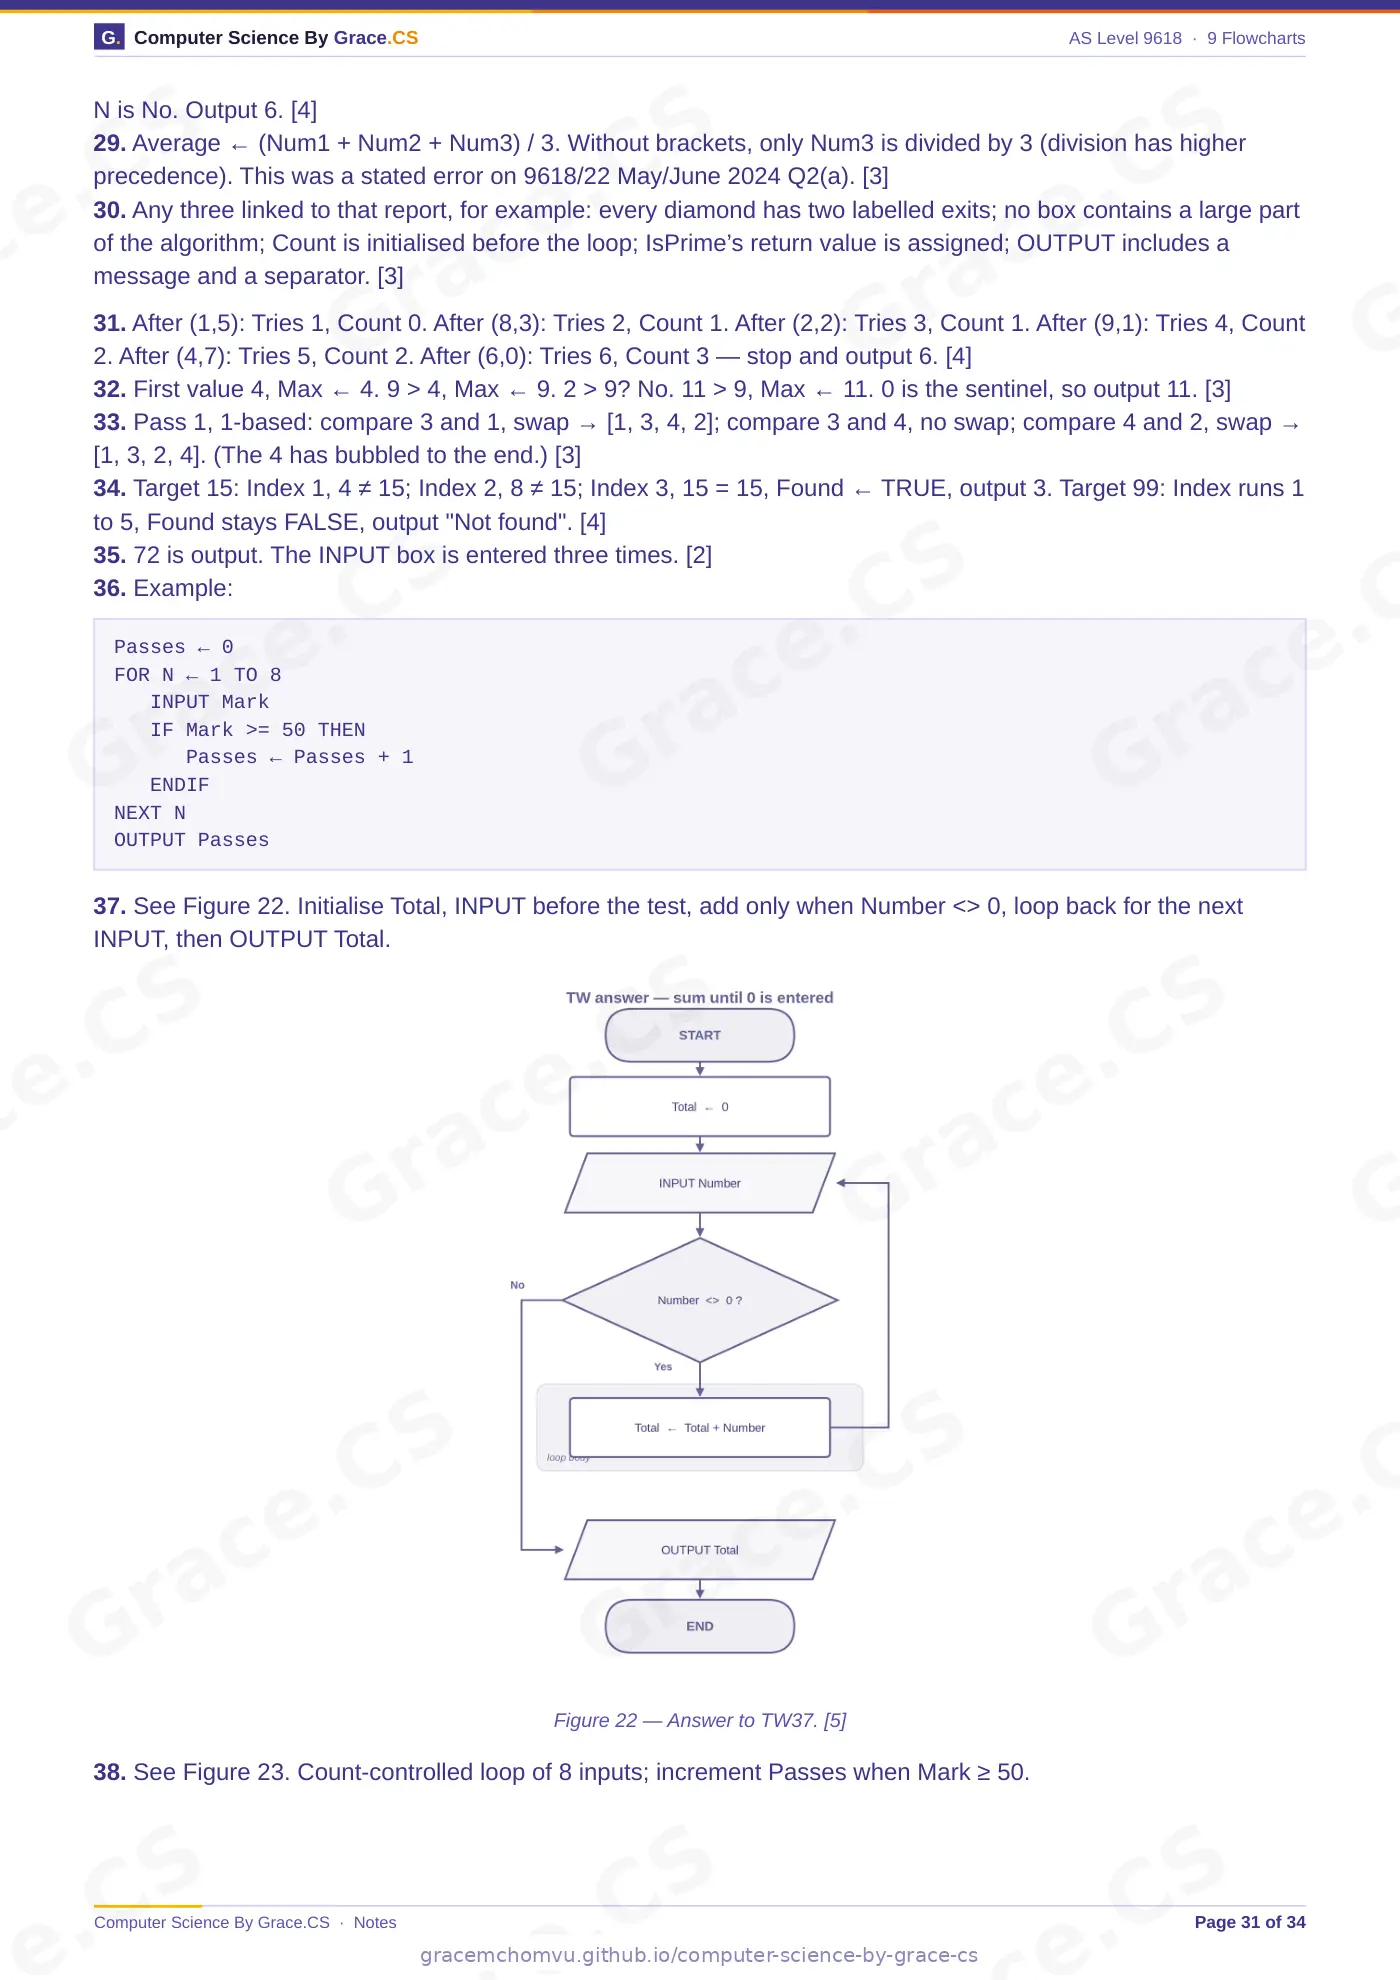 G. Computer Science By Grace.CS
AS Level 9618 · 9 Flowcharts
N is No. Output 6. [4]
29. Average ← (Num1 + Num2 + Num3) / 3. Without brackets, only Num3 is divided by 3 (division has higher
precedence). This was a stated error on 9618/22 May/June 2024 Q2(a). [3]
30. Any three linked to that report, for example: every diamond has two labelled exits; no box contains a large part
of the algorithm; Count is initialised before the loop; IsPrime’s return value is assigned; OUTPUT includes a
message and a separator. [3]
31. After (1,5): Tries 1, Count 0. After (8,3): Tries 2, Count 1. After (2,2): Tries 3, Count 1. After (9,1): Tries 4, Count
2. After (4,7): Tries 5, Count 2. After (6,0): Tries 6, Count 3 — stop and output 6. [4]
32. First value 4, Max ← 4. 9 > 4, Max ← 9. 2 > 9? No. 11 > 9, Max ← 11. 0 is the sentinel, so output 11. [3]
33. Pass 1, 1-based: compare 3 and 1, swap → [1, 3, 4, 2]; compare 3 and 4, no swap; compare 4 and 2, swap →
[1, 3, 2, 4]. (The 4 has bubbled to the end.) [3]
34. Target 15: Index 1, 4 ≠ 15; Index 2, 8 ≠ 15; Index 3, 15 = 15, Found ← TRUE, output 3. Target 99: Index runs 1
to 5, Found stays FALSE, output "Not found". [4]
35. 72 is output. The INPUT box is entered three times. [2]
36. Example:
Passes ← 0
FOR N ← 1 TO 8
   INPUT Mark
   IF Mark >= 50 THEN
      Passes ← Passes + 1
   ENDIF
NEXT N
OUTPUT Passes
37. See Figure 22. Initialise Total, INPUT before the test, add only when Number <> 0, loop back for the next
INPUT, then OUTPUT Total.
TW answer — sum until 0 is entered
START
Total ← 0
INPUT Number
No
Number <> 0 ?
Yes
Total ← Total + Number
loop body
OUTPUT Total
END
Figure 22 — Answer to TW37. [5]
38. See Figure 23. Count-controlled loop of 8 inputs; increment Passes when Mark ≥ 50.
Computer Science By Grace.CS · Notes
Page 31 of 34
gracemchomvu.github.io/computer-science-by-grace-cs